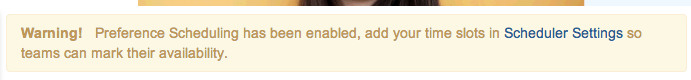 Warning! Preference Scheduling has been enabled, add your time slots in Scheduler Settings so
teams can mark their availability.